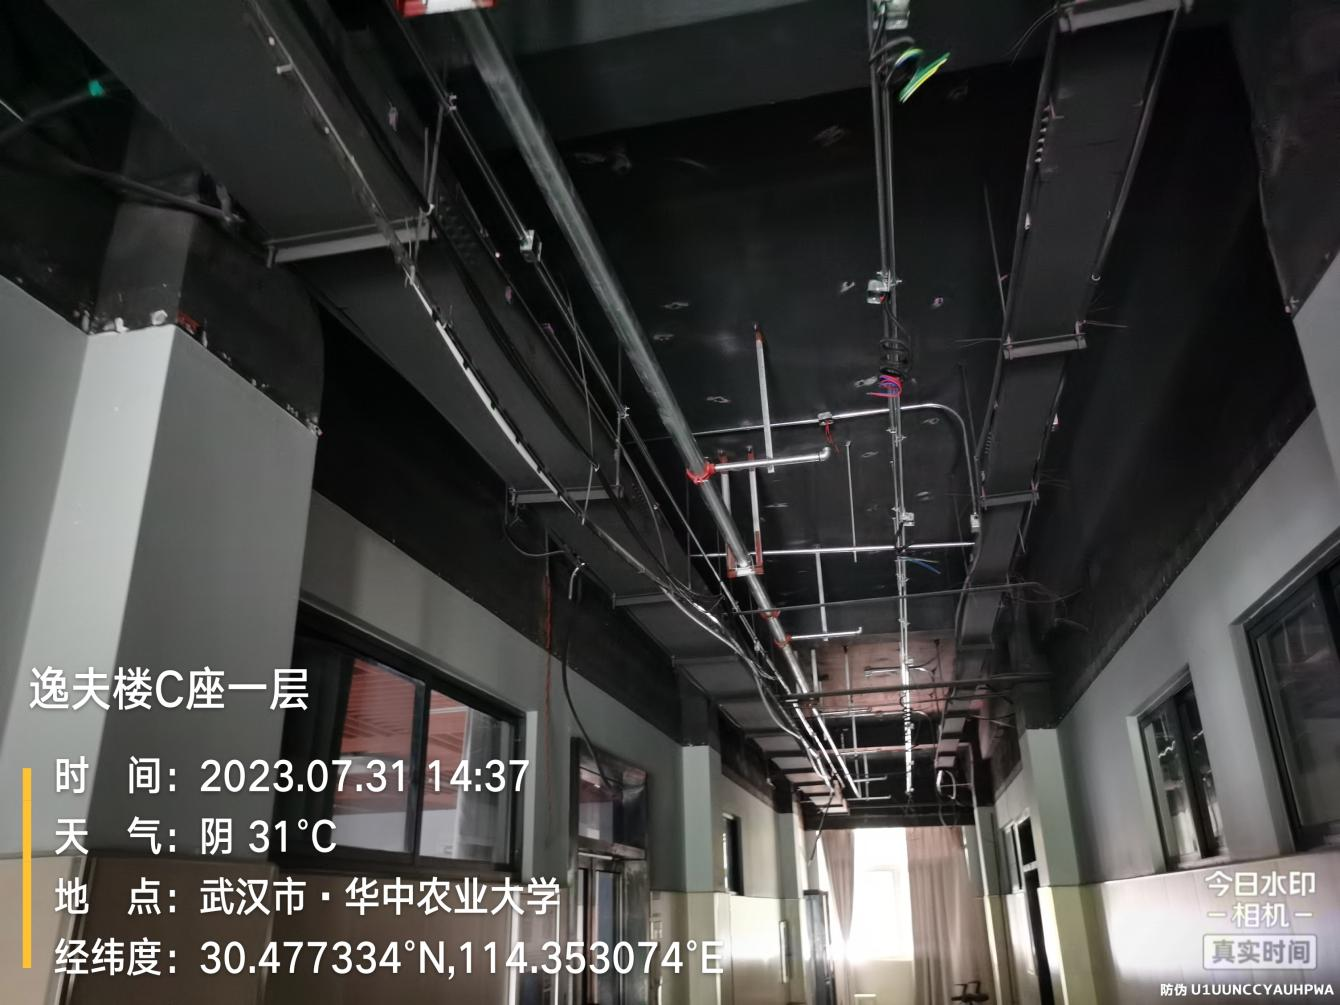 逸夫楼C座一层
时 间：2023.07.31 14:37
天 气：阴 31°C
地 点：武汉市·华中农业大学
经纬度：30.477334°N,114.353074°E
今日水印
-相机-
真实时间
防伪 U1UUNCCYAUHPWA